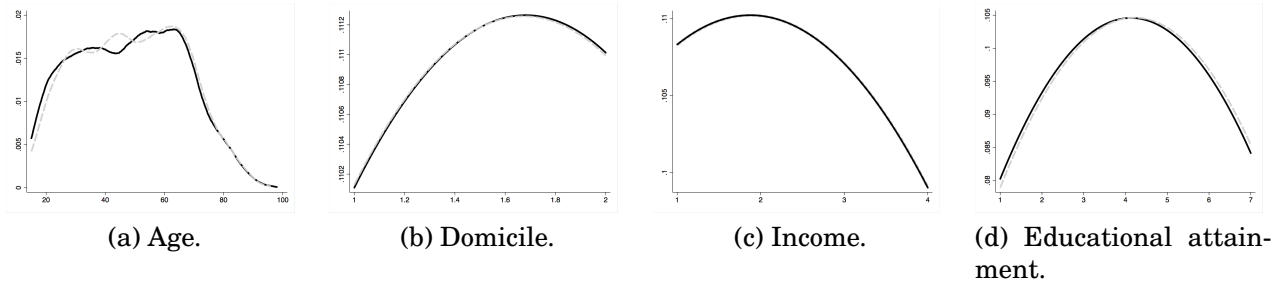 .02
.015
.01
.005
0
20 40 60 80 100
(a) Age.
.1112
.111
.1108
.1106
.1104
.1102
1 1.2 1.4 1.6 1.8 2
(b) Domicile.
.11
.105
.1
1 2 3 4
(c) Income.
.105
.1
.095
.09
.085
.08
1 2 3 4 5 6 7
(d) Educational attain-
ment.